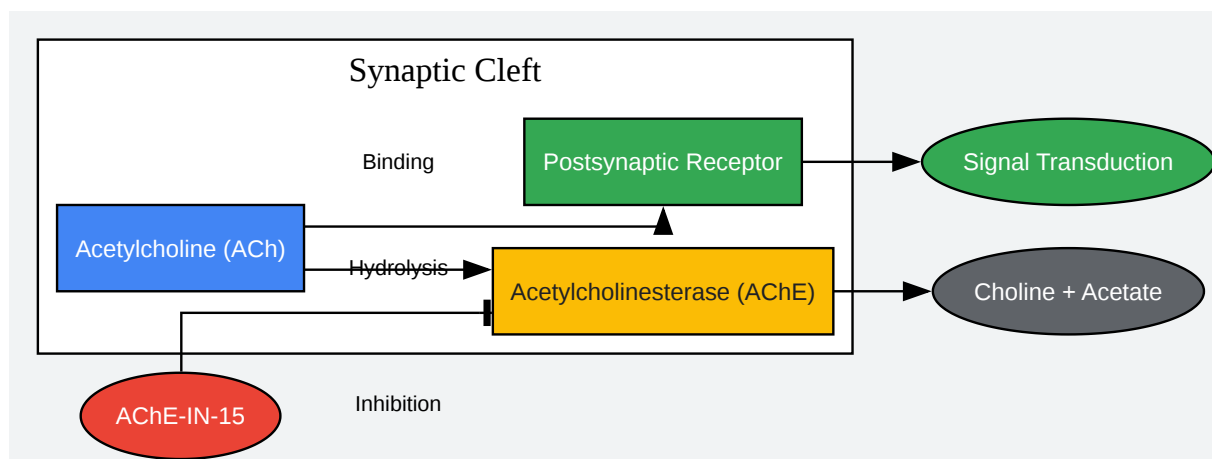 Synaptic Cleft
Binding
Postsynaptic Receptor
Signal Transduction
Acetylcholine (ACh)
Hydrolysis
Acetylcholinesterase (AChE)
Choline + Acetate
AChE-IN-15
Inhibition